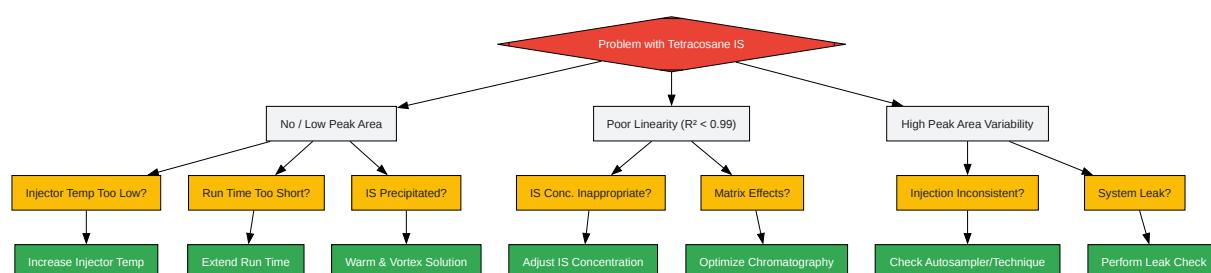 Problem with Tetracosane IS
No / Low Peak Area
Poor Linearity (R² < 0.99)
High Peak Area Variability
Injector Temp Too Low?
Run Time Too Short?
IS Precipitated?
IS Conc. Inappropriate?
Matrix Effects?
Injection Inconsistent?
System Leak?
Increase Injector Temp
Extend Run Time
Warm & Vortex Solution
Adjust IS Concentration
Optimize Chromatography
Check Autosampler/Technique
Perform Leak Check